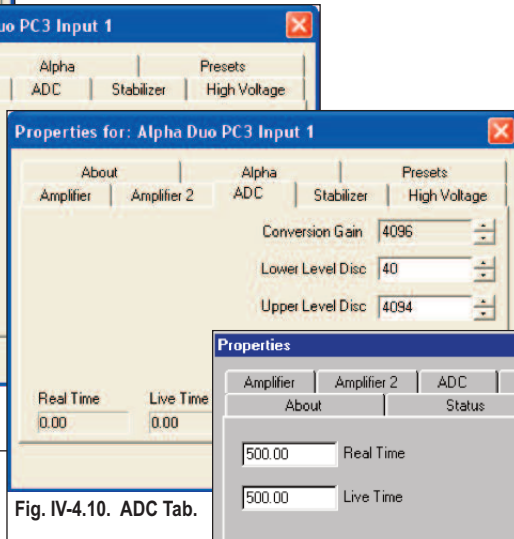 uo PC3 Input 1
Alpha Presets
ADC Stabilizer High Voltage
Properties for: Alpha Duo PC3 Input 1
About Alpha Presets
Amplifier Amplifier 2 ADC Stabilizer High Voltage
Conversion Gain 4096
Lower Level Disc 40
Upper Level Disc 4094
Real Time Live Time
0.00 0.00
Fig. IV-4.10. ADC Tab.
Properties
Amplifier Amplifier 2 ADC
About Status
500.00 Real Time
500.00 Live Time